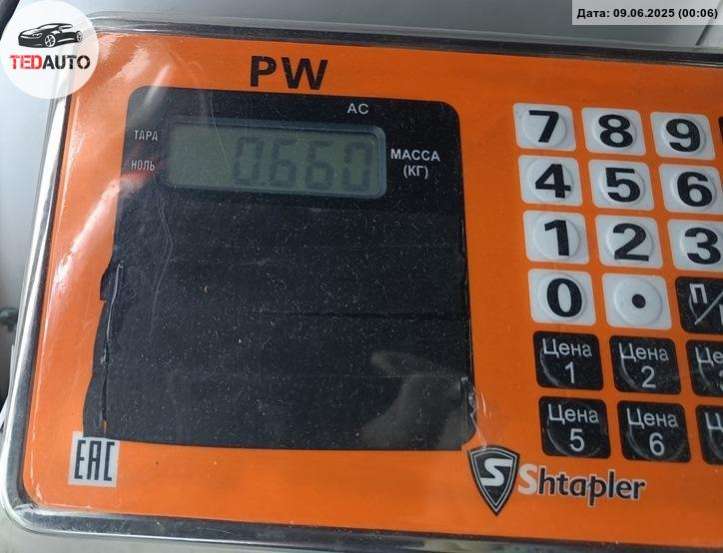 Дата: 09.06.2025 (00:06)
TEDAUTO
PW
AC
ТАРА
НОЛЬ
0.660
МАССА
(КГ)
7 8 9
4 5 6
1 2 3
0 .
Цена 1
Цена 2
Цена 5
Цена 6
EAC
S Shtapler